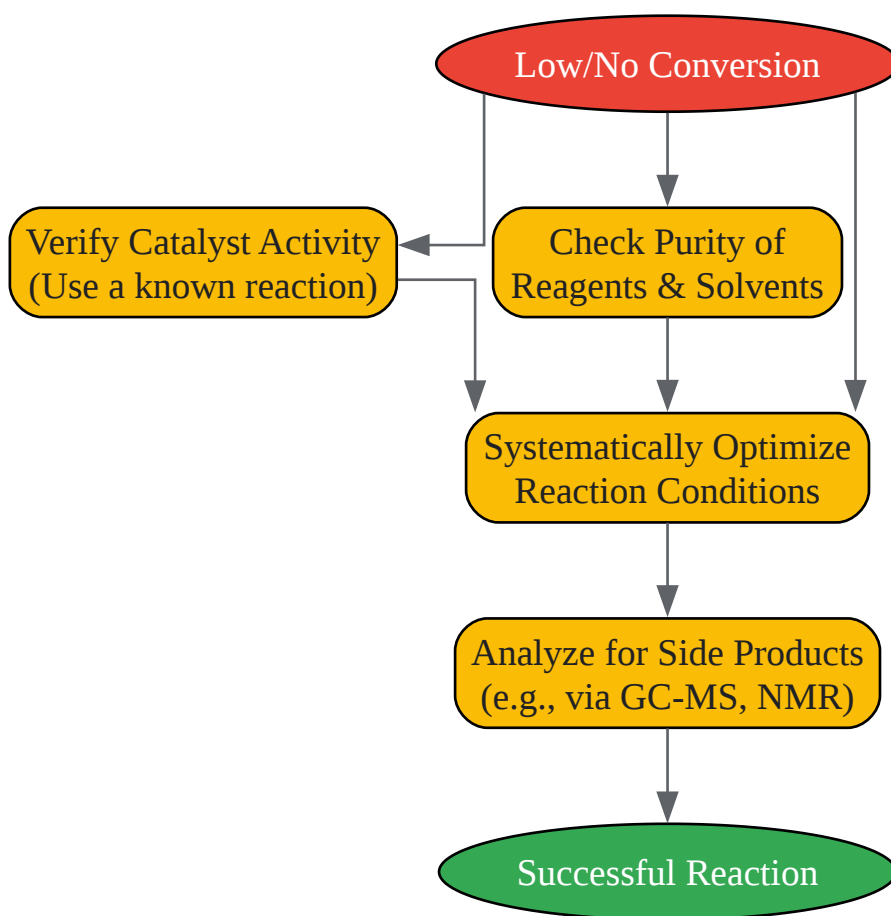 Low/No Conversion
Verify Catalyst Activity
(Use a known reaction)
Check Purity of
Reagents & Solvents
Systematically Optimize
Reaction Conditions
Analyze for Side Products
(e.g., via GC-MS, NMR)
Successful Reaction